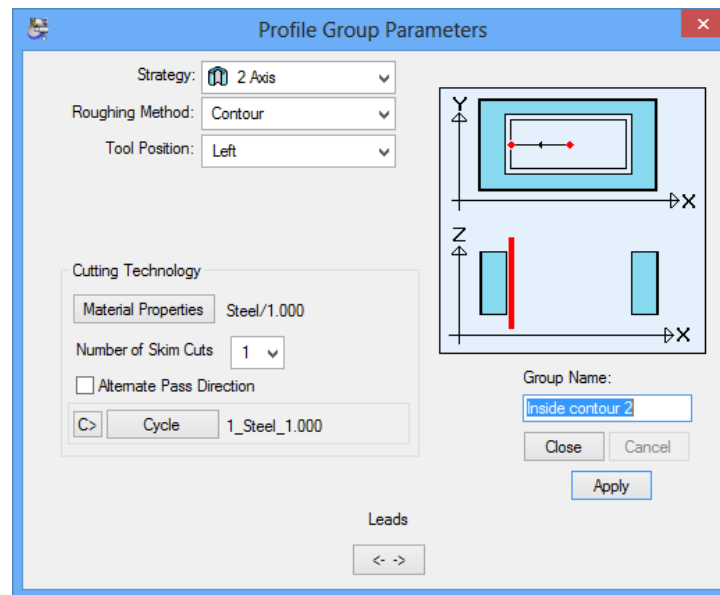 Profile Group Parameters
Strategy: 2 Axis
Roughing Method: Contour
Tool Position: Left
Y
X
Z
X
Cutting Technology
Material Properties Steel/1.000
Number of Skim Cuts 1
Alternate Pass Direction
C> Cycle 1_Steel_1.000
Group Name:
Inside contour 2
Close Cancel
Apply
Leads
<- ->